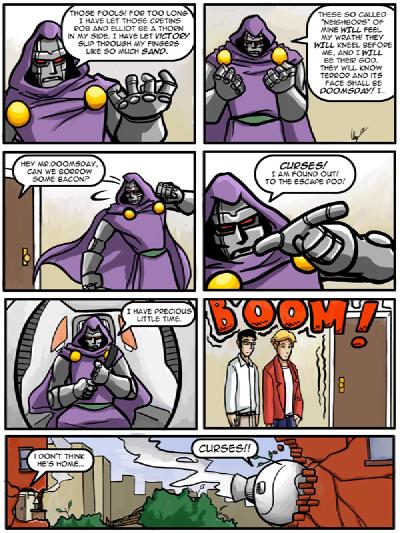 THOSE FOOLS! FOR TOO LONG
I HAVE LET THOSE CRETINS
ROB AND ELLIOT BE A THORN
IN MY SIDE. I HAVE LET VICTORY
SLIP THROUGH MY FINGERS
LIKE SO MUCH SAND.
THESE SO CALLED
"NEIGHBORS" OF
MINE WILL FEEL
MY WRATH! THEY
WILL KNEEL BEFORE
ME, AND I WILL
BE THEIR GOD.
THEY WILL KNOW
TERROR AND ITS
FACE SHALL BE
DOOMSDAY! I..
HEY MR.DOOMSDAY,
CAN WE BORROW
SOME BACON?
CURSES!
I AM FOUND OUT!
TO THE ESCAPE POD!
I HAVE PRECIOUS
LITTLE TIME.
BOOM!
I DON'T THINK
HE'S HOME...
CURSES!!